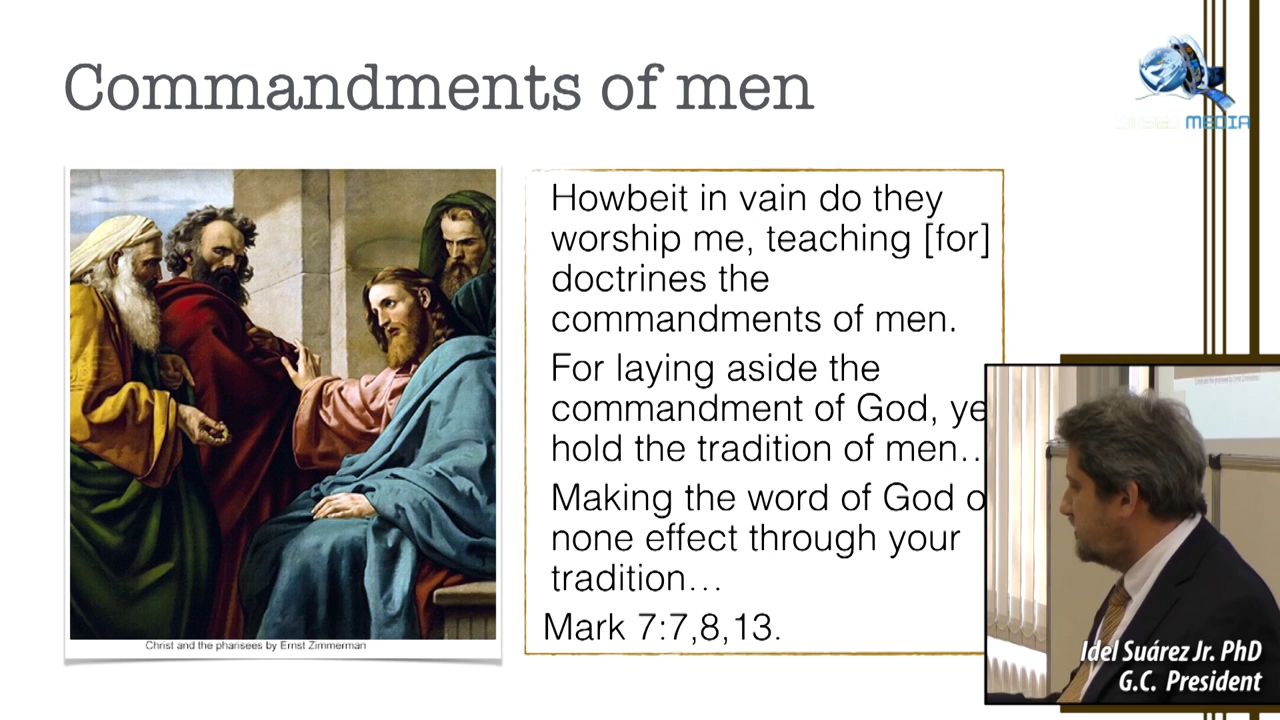 Commandments of men
MEDIA
Howbeit in vain do they
worship me, teaching [for]
doctrines the
commandments of men.
For laying aside the
commandment of God, ye
hold the tradition of men..
Making the word of God o
none effect through your
tradition...
Mark 7:7,8,13.
Christ and the pharisees by Ernst Zimmerman
Idel Suárez Jr. PhD
G.C. President